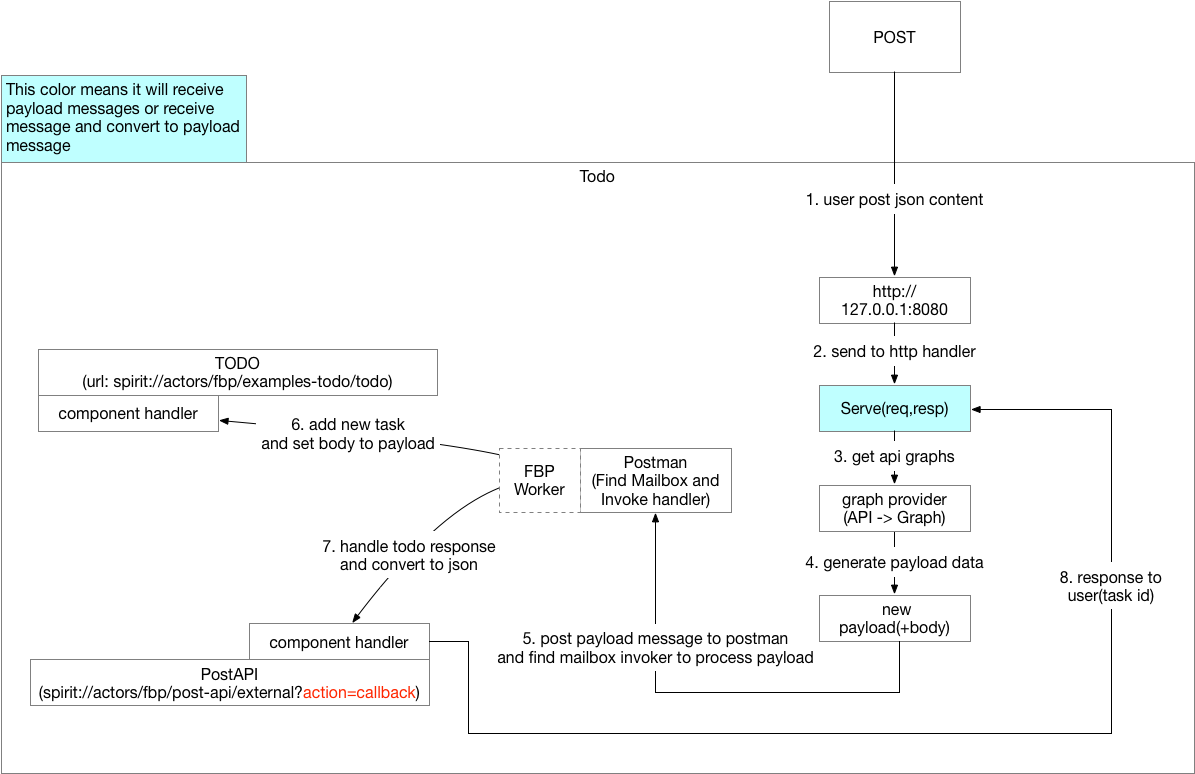 POST
This color means it will receive
payload messages or receive
message and convert to payload
message
Todo
1. user post json content
http://
127.0.0.1:8080
2. send to http handler
Serve(req,resp)
3. get api graphs
graph provider
(API -> Graph)
4. generate payload data
new
payload(+body)
5. post payload message to postman
and find mailbox invoker to process payload
Postman
(Find Mailbox and
Invoke handler)
FBP
Worker
6. add new task
and set body to payload
TODO
(url: spirit://actors/fbp/examples-todo/todo)
component handler
7. handle todo response
and convert to json
component handler
PostAPI
(spirit://actors/fbp/post-api/external?action=callback)
8. response to
user(task id)